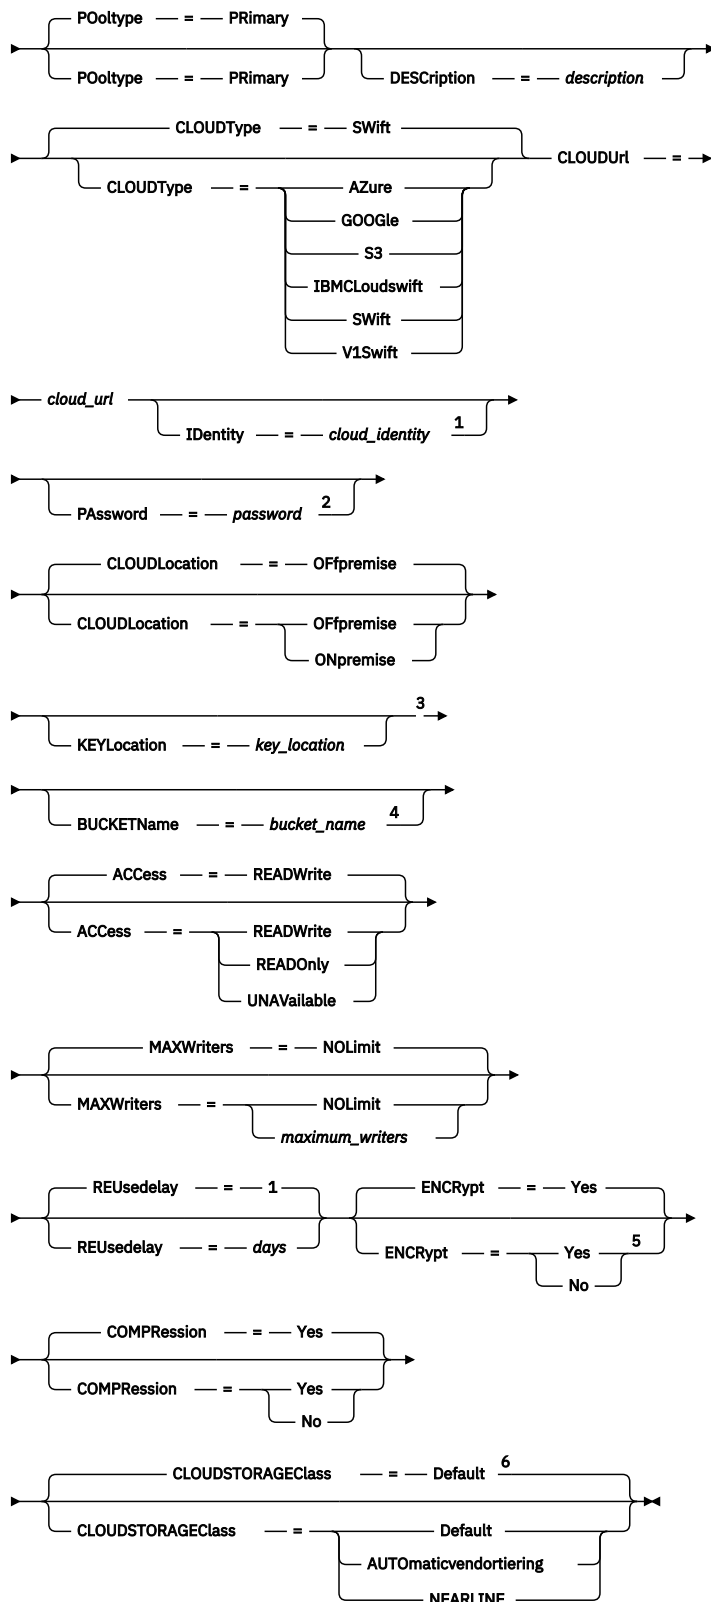 POoltype = PRimary
POoltype = PRimary
DESCription = description
CLOUDType = SWift
CLOUDUrl =
CLOUDType = AZure
GOOGle
S3
IBMCLoudswift
SWift
V1Swift
cloud_url
IDentity = cloud_identity 1
PAssword = password 2
CLOUDLocation = OFfpremise
CLOUDLocation = OFfpremise
ONpremise
3
KEYLocation = key_location
BUCKETName = bucket_name 4
ACCess = READWrite
ACCess = READWrite
READOnly
UNAVailable
MAXWriters = NOLimit
MAXWriters = NOLimit
maximum_writers
REUsedelay = 1
REUsedelay = days
ENCRypt = Yes
ENCRypt = Yes 5
No
COMPRession = Yes
COMPRession = Yes
No
CLOUDSTORAGEClass = Default 6
CLOUDSTORAGEClass = Default
AUTOmaticvendortiering
NEARLINE